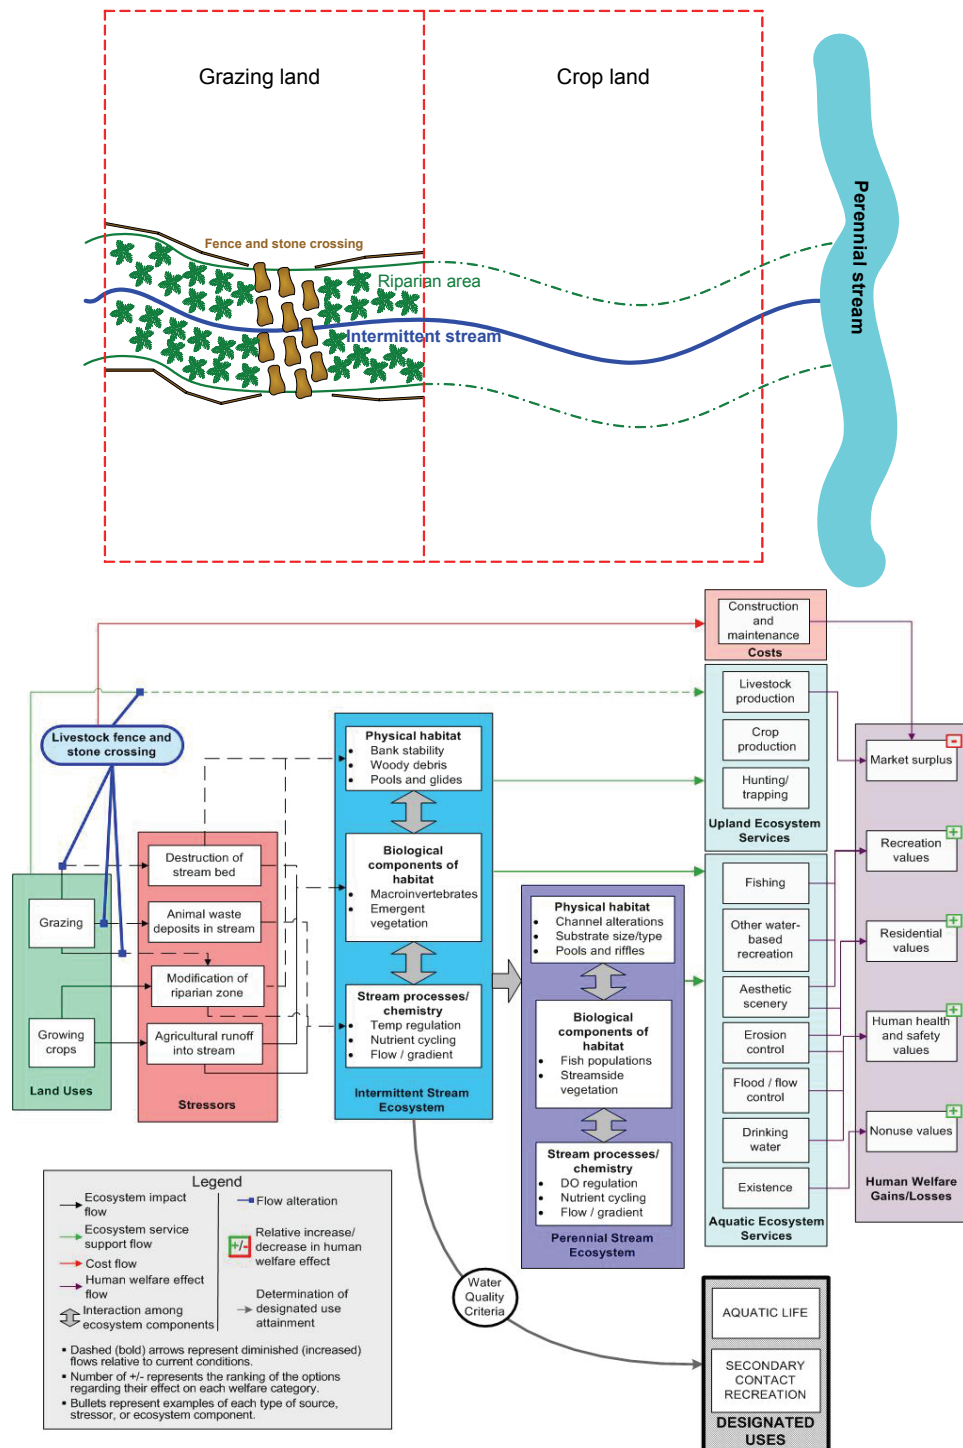 Grazing land
Crop land
Perennial stream
Fence and stone crossing
Riparian area
Intermittent stream
Construction
and
maintenance
Costs
Livestock
production
Crop
production
Hunting/
trapping
Upland Ecosystem
Services
Livestock fence and
stone crossing
Physical habitat
• Bank stability
• Woody debris
• Pools and glides
Biological
components of
habitat
• Macroinvertebrates
• Emergent
vegetation
Stream processes/
chemistry
• Temp regulation
• Nutrient cycling
• Flow / gradient
Intermittent Stream
Ecosystem
Destruction of
stream bed
Animal waste
deposits in stream
Modification of
riparian zone
Agricultural runoff
into stream
Stressors
Grazing
Growing
crops
Land Uses
Physical habitat
• Channel alterations
• Substrate size/type
• Pools and riffles
Biological
components of
habitat
• Fish populations
• Streamside
vegetation
Stream processes/
chemistry
• DO regulation
• Nutrient cycling
• Flow / gradient
Perennial Stream
Ecosystem
Fishing
Other water-
based
recreation
Aesthetic
scenery
Erosion
control
Flood / flow
control
Drinking
water
Existence
Aquatic Ecosystem
Services
-
Market surplus
+
Recreation
values
+
Residential
values
+
Human health
and safety
values
+
Nonuse values
Human Welfare
Gains/Losses
Legend
Ecosystem impact
flow
Ecosystem service
support flow
Cost flow
Human welfare effect
flow
Interaction among
ecosystem components
Flow alteration
+/-
Relative increase/
decrease in human
welfare effect
Determination of
designated use
attainment
▪ Dashed (bold) arrows represent diminished (increased)
flows relative to current conditions.
▪ Number of +/- represents the ranking of the options
regarding their effect on each welfare category.
▪ Bullets represent examples of each type of source,
stressor, or ecosystem component.
Water
Quality
Criteria
AQUATIC LIFE
SECONDARY
CONTACT
RECREATION
DESIGNATED
USES